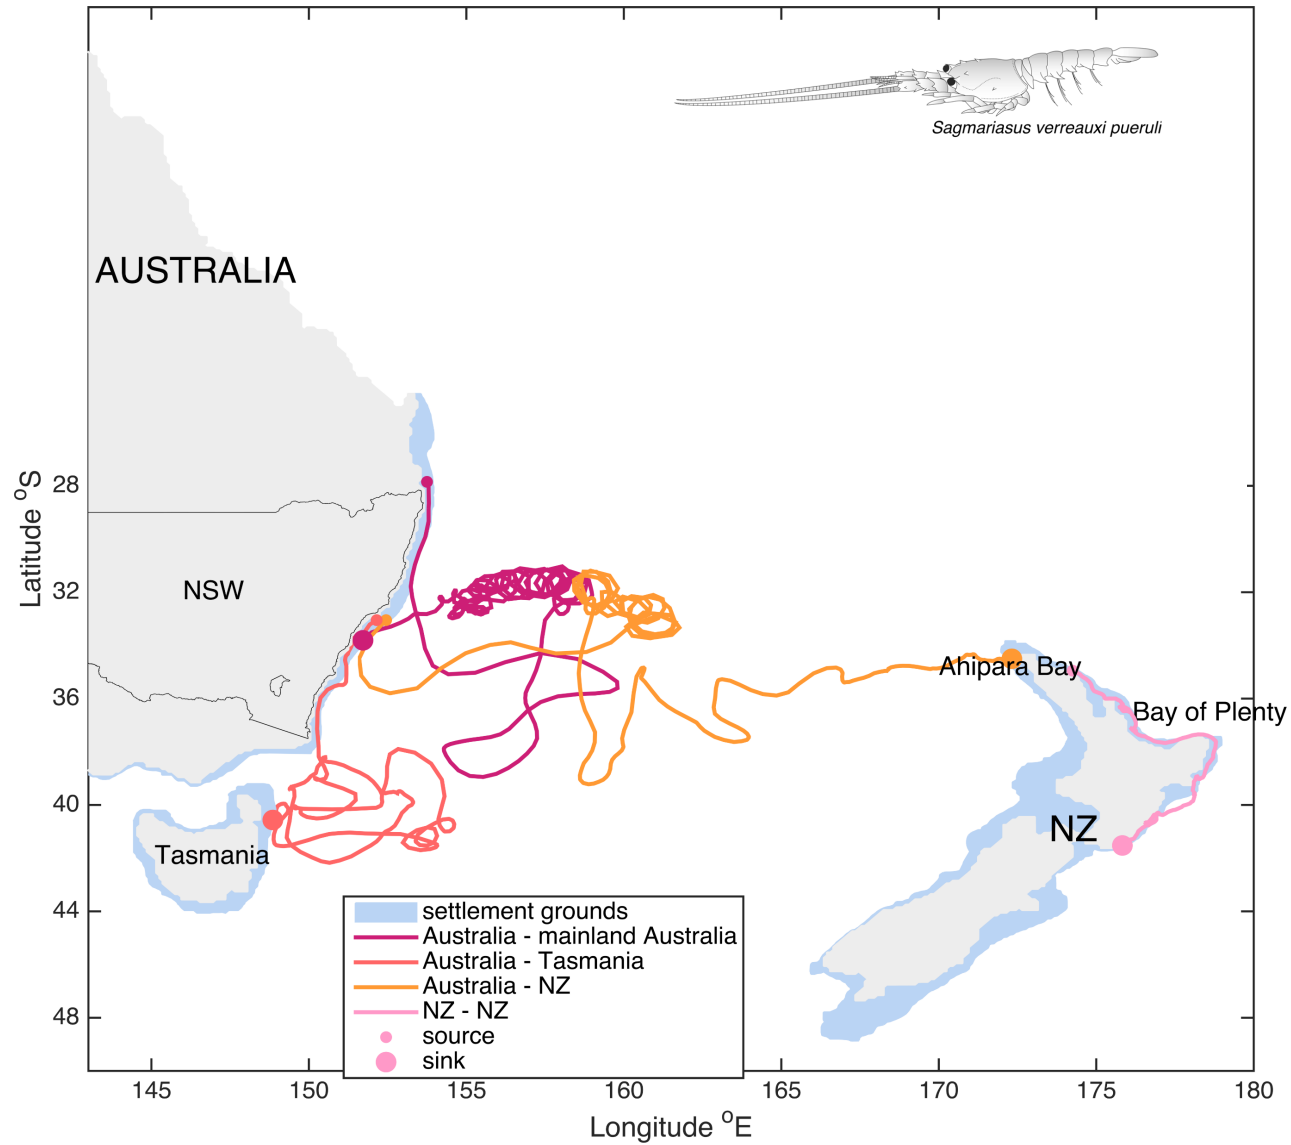 Sagmariasus verreauxi pueruli
AUSTRALIA
NSW
Tasmania
Ahipara Bay
Bay of Plenty
NZ
Latitude °S
28
32
36
40
44
48
settlement grounds
Australia - mainland Australia
Australia - Tasmania
Australia - NZ
NZ - NZ
source
sink
145 150 155 160 165 170 175 180
Longitude °E